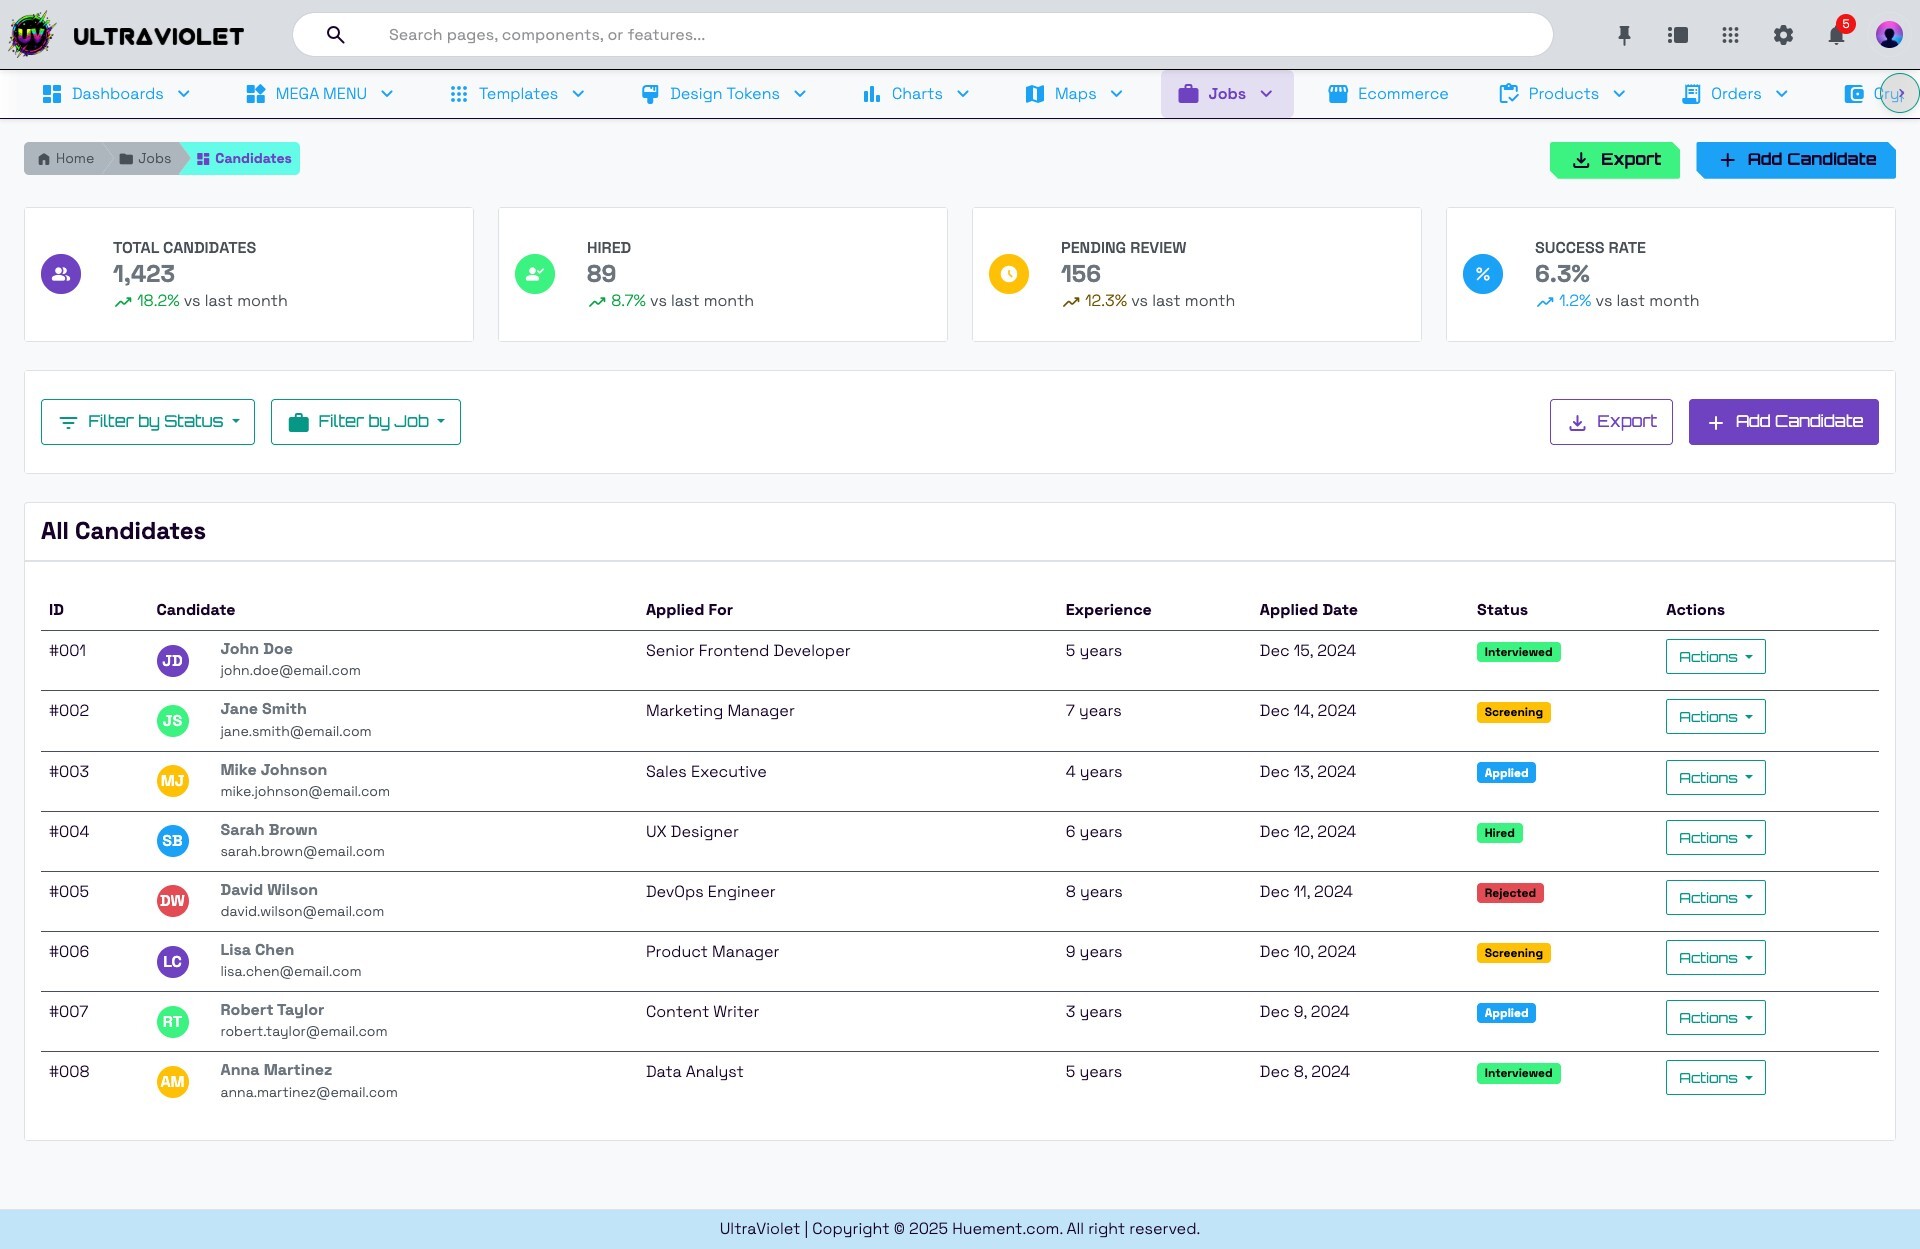 UV ULTRAVIOLET
Search pages, components, or features...
5
Dashboards
MEGA MENU
Templates
Design Tokens
Charts
Maps
Jobs
Ecommerce
Products
Orders
Home Jobs Candidates
Export
+ Add Candidate
TOTAL CANDIDATES
1,423
18.2% vs last month
HIRED
89
8.7% vs last month
PENDING REVIEW
156
12.3% vs last month
%
SUCCESS RATE
6.3%
1.2% vs last month
Filter by Status
Filter by Job
Export
+ Add Candidate
All Candidates
ID Candidate Applied For Experience Applied Date Status Actions
#001 JD John Doe Senior Frontend Developer 5 years Dec 15, 2024 Interviewed Actions
john.doe@email.com
#002 JS Jane Smith Marketing Manager 7 years Dec 14, 2024 Screening Actions
jane.smith@email.com
#003 MJ Mike Johnson Sales Executive 4 years Dec 13, 2024 Applied Actions
mike.johnson@email.com
#004 SB Sarah Brown UX Designer 6 years Dec 12, 2024 Hired Actions
sarah.brown@email.com
#005 DW David Wilson DevOps Engineer 8 years Dec 11, 2024 Rejected Actions
david.wilson@email.com
#006 LC Lisa Chen Product Manager 9 years Dec 10, 2024 Screening Actions
lisa.chen@email.com
#007 RT Robert Taylor Content Writer 3 years Dec 9, 2024 Applied Actions
robert.taylor@email.com
#008 AM Anna Martinez Data Analyst 5 years Dec 8, 2024 Interviewed Actions
anna.martinez@email.com
UltraViolet | Copyright © 2025 Huement.com. All right reserved.